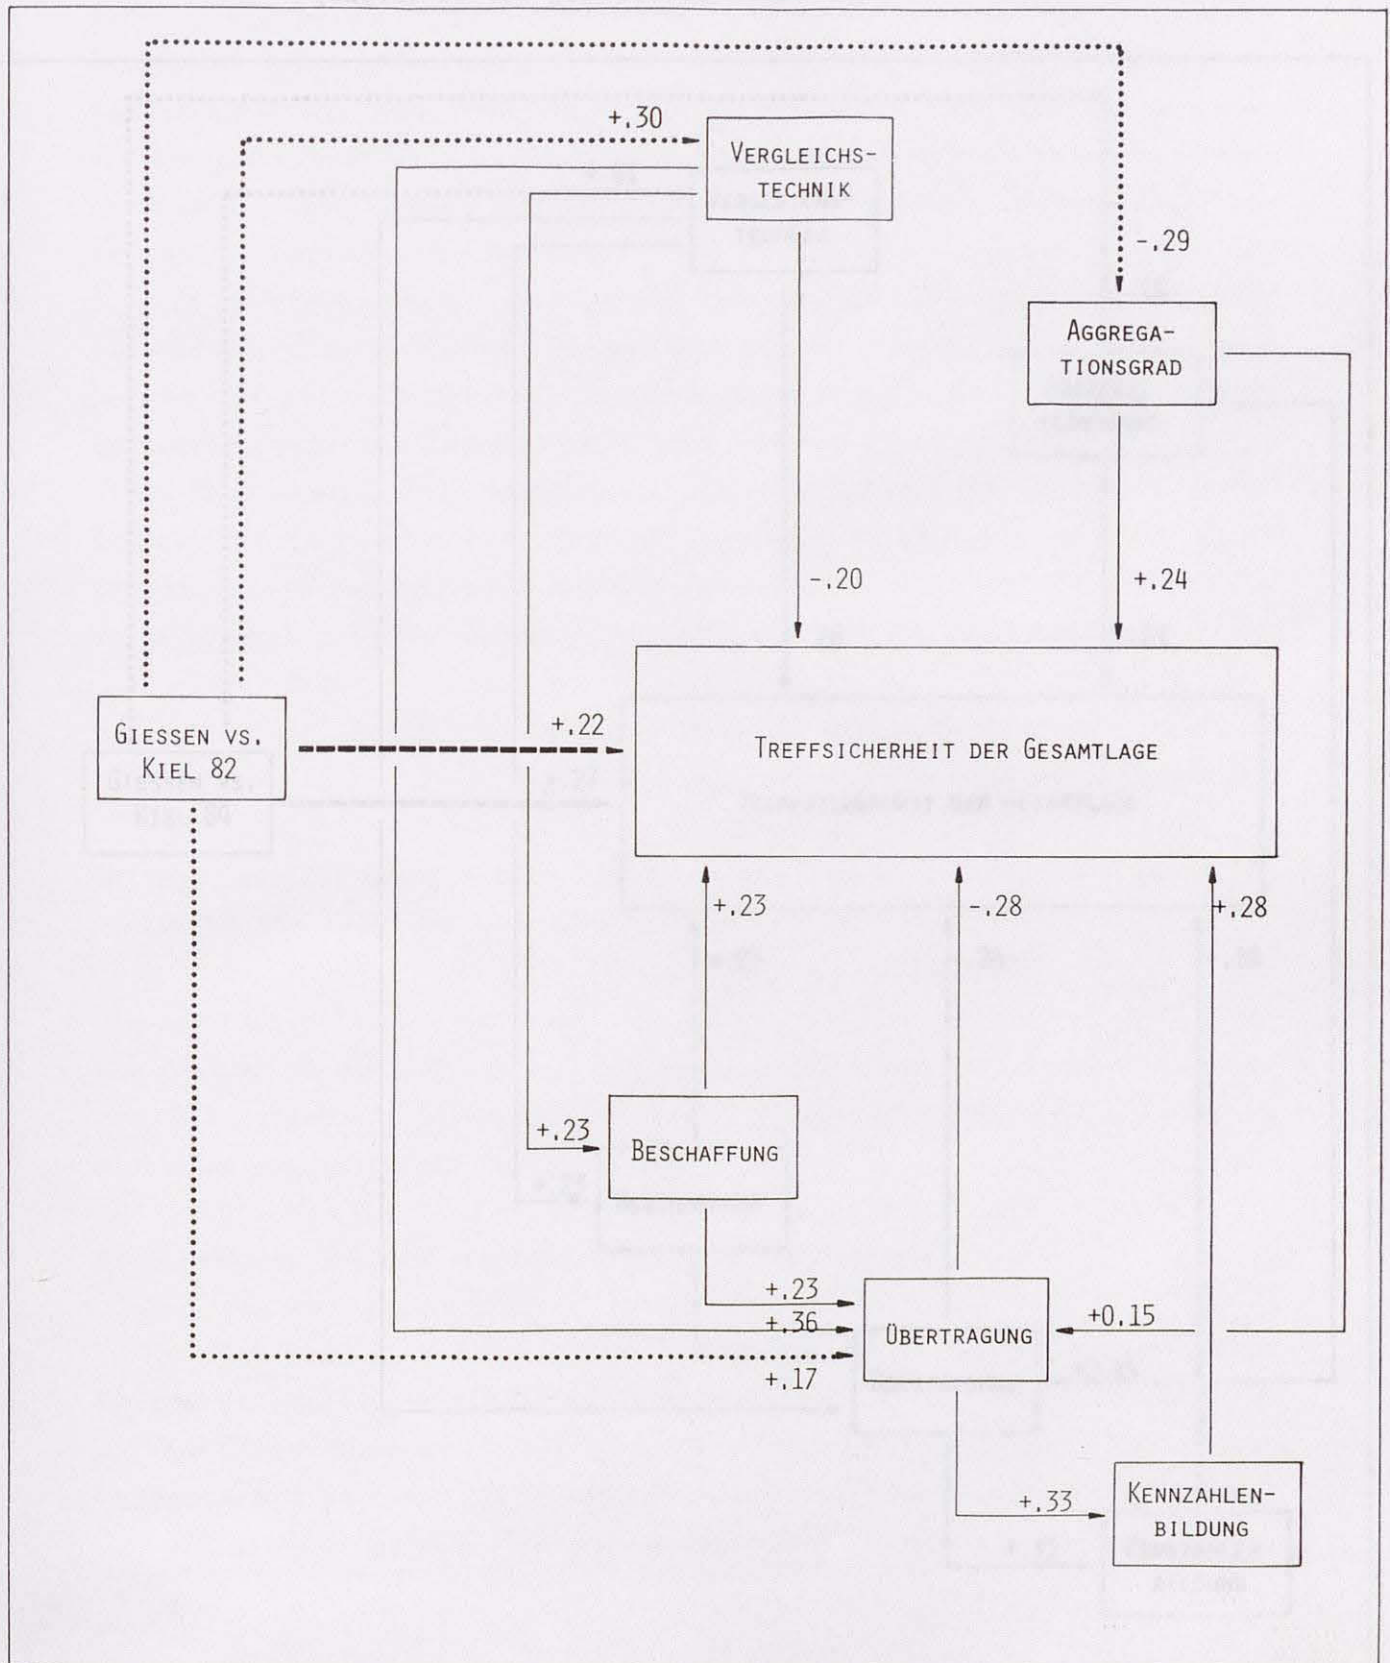 +.30
VERGLEICHS-
TECHNIK
-.29
AGGREGA-
TIONSGRAD
-.20
+.24
GIESSEN VS.
KIEL 82
+.22
TREFFSICHERHEIT DER GESAMTLAGE
+.23
-.28
+.28
+.23
BESCHAFFUNG
+.23
+.36
+.17
ÜBERTRAGUNG
+0.15
+.33
KENNZAHLEN-
BILDUNG